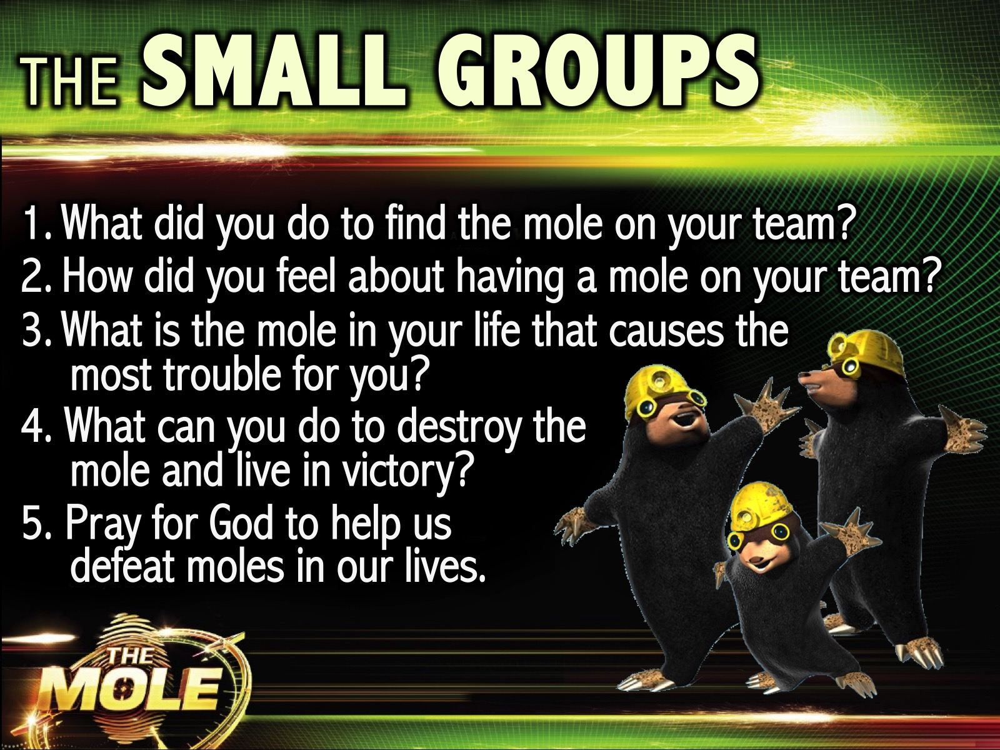 THE SMALL GROUPS
1. What did you do to find the mole on your team?
2. How did you feel about having a mole on your team?
3. What is the mole in your life that causes the
most trouble for you?
4. What can you do to destroy the
mole and live in victory?
5. Pray for God to help us
defeat moles in our lives.
THE
MOLE